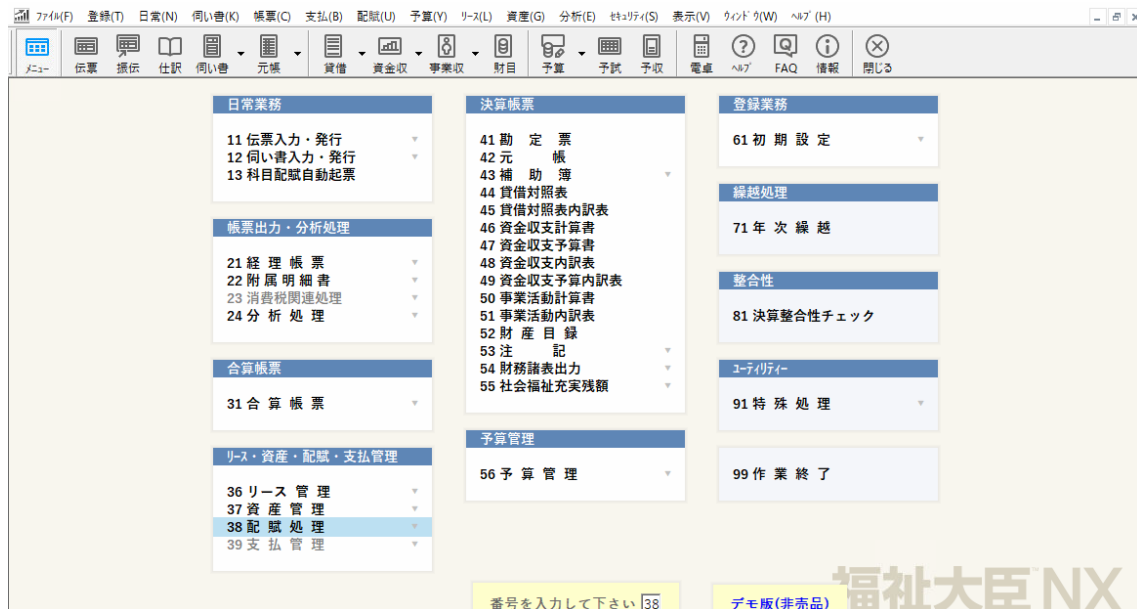 ﾌｧｲﾙ(F) 登録(T) 日常(N) 伺い書(K) 帳票(C) 支払(B) 配賦(U) 予算(Y) ﾘｰｽ(L) 資産(G) 分析(E) ｾｷｭﾘﾃｨ(S) 表示(V) ｳｨﾝﾄﾞｳ(W) ﾍﾙﾌﾟ(H)
ﾒﾆｭｰ 伝票 振伝 仕訳 伺い書 元帳 貸借 資金収 事業収 財目 予算 予試 予収 電卓 ﾍﾙﾌﾟ FAQ 情報 閉じる
日常業務
11 伝票入力・発行
12 伺い書入力・発行
13 科目配賦自動起票
帳票出力・分析処理
21 経 理 帳 票
22 附 属 明 細 書
23 消費税関連処理
24 分 析 処 理
合算帳票
31 合 算 帳 票
ﾘｰｽ・資産・配賦・支払管理
36 リース 管 理
37 資 産 管 理
38 配 賦 処 理
39 支 払 管 理
決算帳票
41 勘 定 票
42 元 帳
43 補 助 簿
44 貸借対照表
45 貸借対照表内訳表
46 資金収支計算書
47 資金収支予算書
48 資金収支内訳表
49 資金収支予算内訳表
50 事業活動計算書
51 事業活動内訳表
52 財 産 目 録
53 注 記
54 財務諸表出力
55 社会福祉充実残額
予算管理
56 予 算 管 理
登録業務
61 初 期 設 定
繰越処理
71 年 次 繰 越
整合性
81 決算整合性チェック
ﾕｰﾃｨﾘﾃｨｰ
91 特 殊 処 理
99 作 業 終 了
番号を入力して下さい 38
デモ版(非売品)
福祉大臣 NX